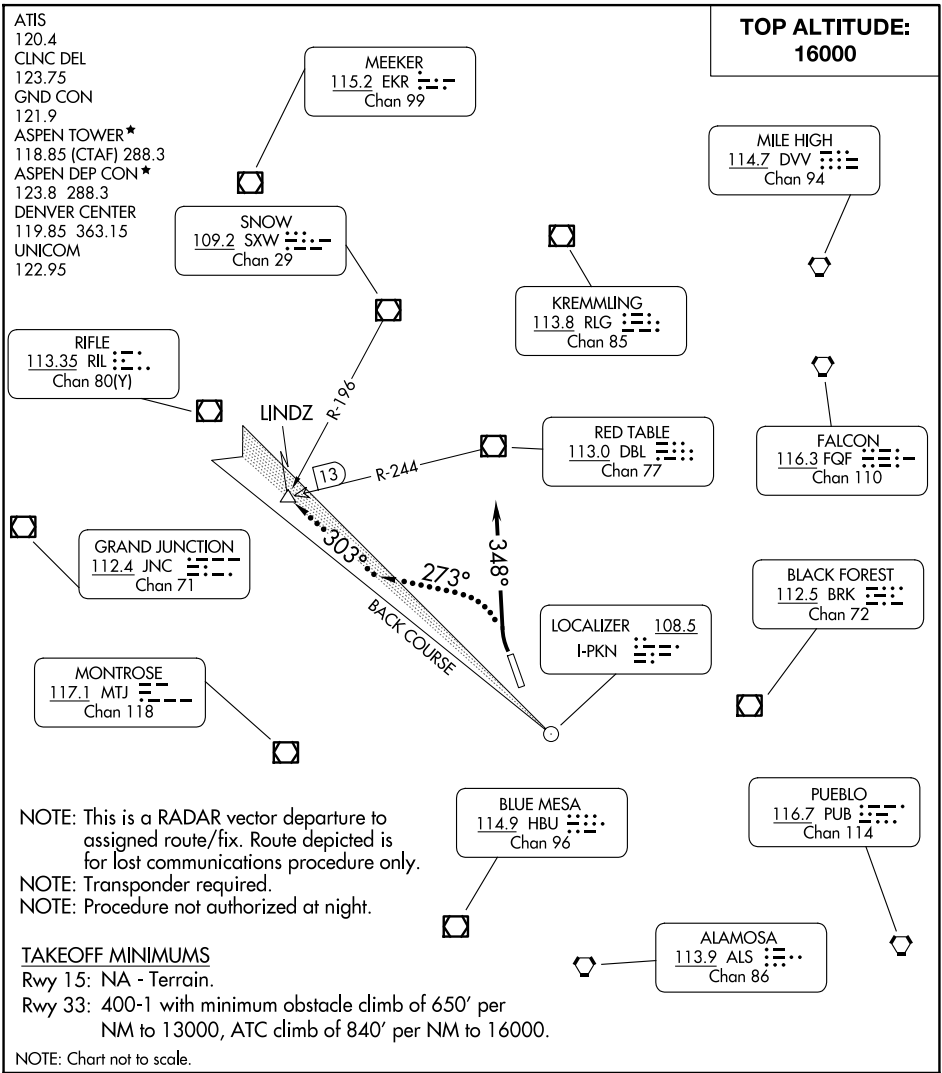 ATIS
120.4
CLNC DEL
123.75
GND CON
121.9
ASPEN TOWER★
118.85 (CTAF) 288.3
ASPEN DEP CON★
123.8 288.3
DENVER CENTER
119.85 363.15
UNICOM
122.95
TOP ALTITUDE:
16000
MEEKER
115.2 EKR
Chan 99
MILE HIGH
114.7 DVV
Chan 94
SNOW
109.2 SXW
Chan 29
KREMMLING
113.8 RLG
Chan 85
RIFLE
113.35 RIL
Chan 80(Y)
LINDZ
R-196
13
R-244
RED TABLE
113.0 DBL
Chan 77
FALCON
116.3 FQF
Chan 110
GRAND JUNCTION
112.4 JNC
Chan 71
303°
273°
348°
BACK COURSE
LOCALIZER 108.5
I-PKN
BLACK FOREST
112.5 BRK
Chan 72
MONTROSE
117.1 MTJ
Chan 118
BLUE MESA
114.9 HBU
Chan 96
PUEBLO
116.7 PUB
Chan 114
ALAMOSA
113.9 ALS
Chan 86
NOTE: This is a RADAR vector departure to
assigned route/fix. Route depicted is
for lost communications procedure only.
NOTE: Transponder required.
NOTE: Procedure not authorized at night.
TAKEOFF MINIMUMS
Rwy 15: NA - Terrain.
Rwy 33: 400-1 with minimum obstacle climb of 650' per
NM to 13000, ATC climb of 840' per NM to 16000.
NOTE: Chart not to scale.